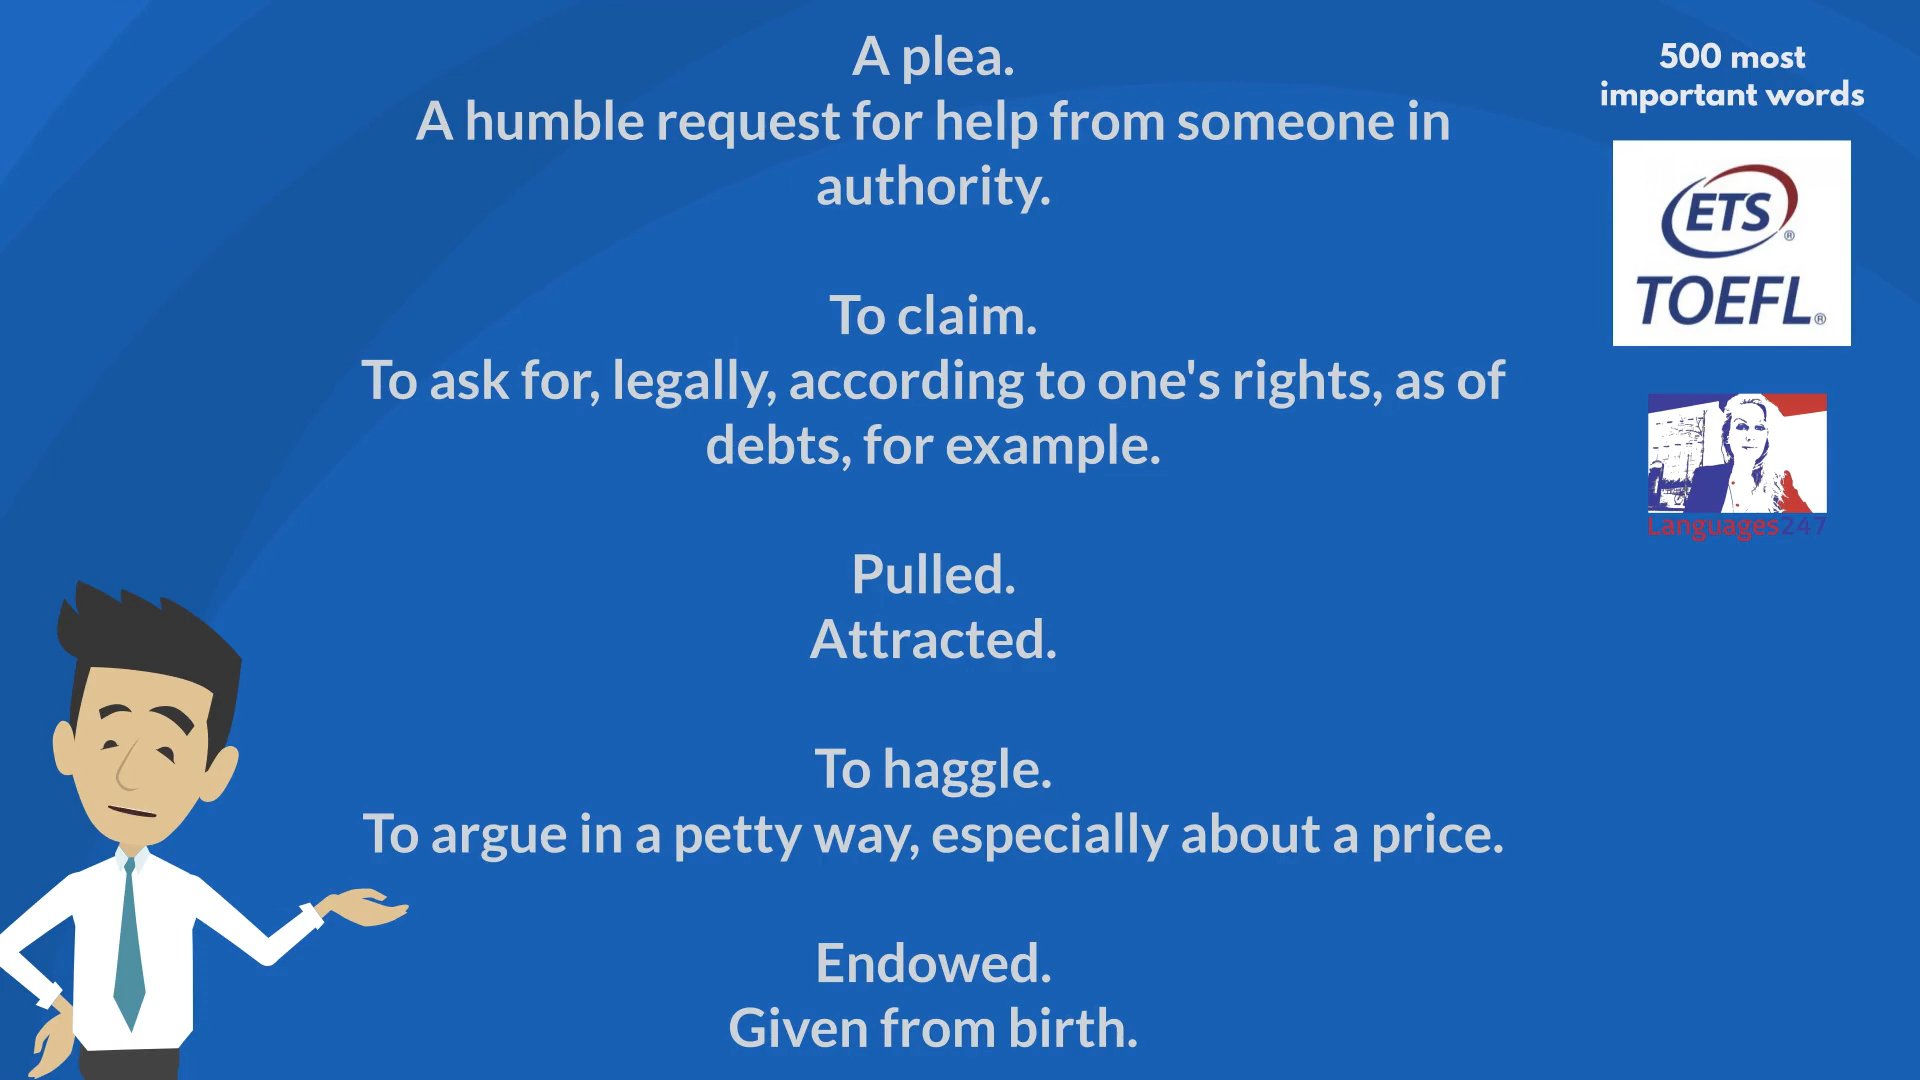 A plea.
A humble request for help from someone in
authority.
To claim.
To ask for, legally, according to one's rights, as of
debts, for example.
Pulled.
Attracted.
To haggle.
To argue in a petty way, especially about a price.
Endowed.
Given from birth.
500 most
important words
ETS®
TOEFL®
Languages247